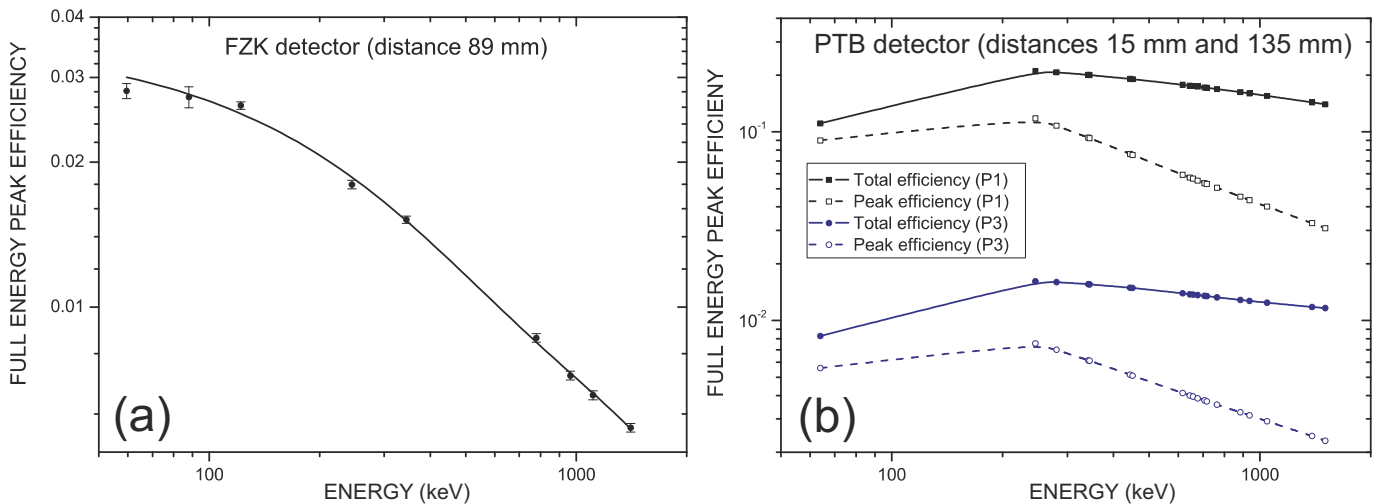 FZK detector (distance 89 mm)
0.04
0.03
0.02
0.01
FULL ENERGY PEAK EFFICIENCY
100
1000
ENERGY (keV)
(a)
PTB detector (distances 15 mm and 135 mm)
10-1
10-2
FULL ENERGY PEAK EFFICIENY
Total efficiency (P1)
Peak efficiency (P1)
Total efficiency (P3)
Peak efficiency (P3)
100
1000
ENERGY (keV)
(b)